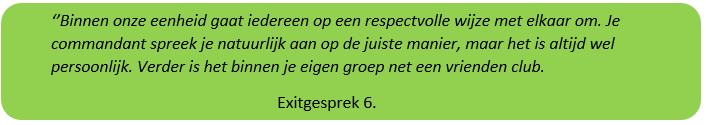 ‘’Binnen onze eenheid gaat iedereen op een respectvolle wijze met elkaar om. Je
commandant spreek je natuurlijk aan op de juiste manier, maar het is altijd wel
persoonlijk. Verder is het binnen je eigen groep net een vrienden club.
Exitgesprek 6.